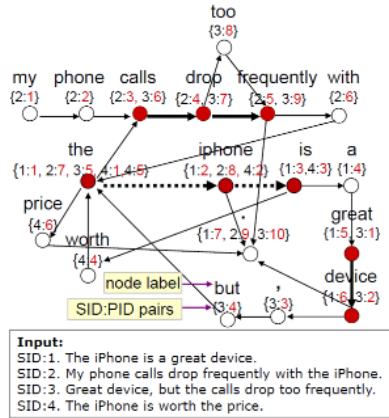 too
{3:8}
my phone calls drop frequently with
{2:1} {2:2} {2:3, 3:6} {2:4, 3:7} {2:5, 3:9} {2:6}
the iphone is a
{1:1, 2:7, 3:5, 4:1,4:5} {1:2, 2:8, 4:2} {1:3,4:3} {1:4}
price great
{4:6} . {1:5, 3:1}
worth {1:7, 2:9, 3:10}
{4:4} device
node label but , {1:6, 3:2}
SID:PID pairs {3:4} {3:3}
Input:
SID:1. The iPhone is a great device.
SID:2. My phone calls drop frequently with the iPhone.
SID:3. Great device, but the calls drop too frequently.
SID:4. The iPhone is worth the price.